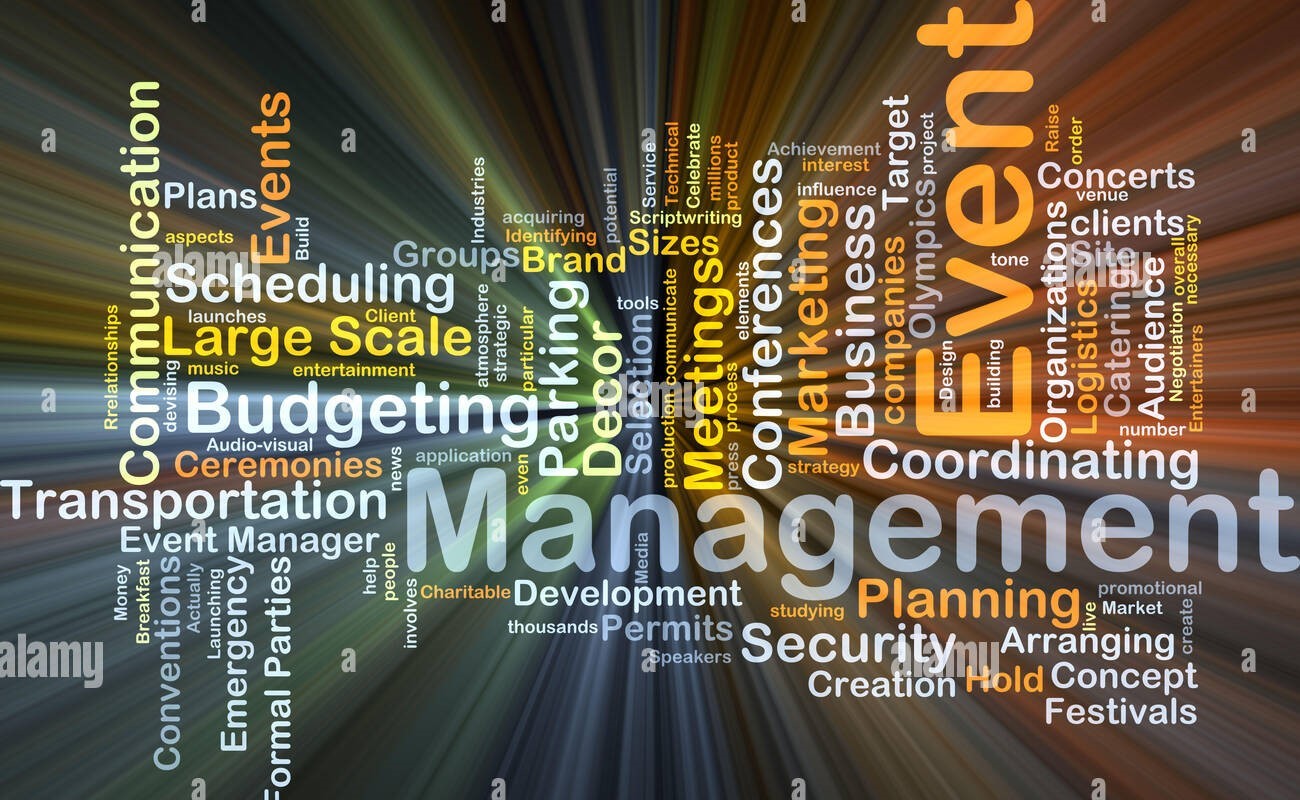 Event
Management
Communication
Events
Plans
aspects
Build
Scheduling
launches
Client
Large Scale
Rrelationships
music
entertainment
devising
Budgeting
Audio-visual
Ceremonies
news
Transportation
Event Manager
Money
Breakfast
Conventions
Actually
Launching
Emergency
Formal Parties
help
people
involves
Industries
Groups
acquiring
Identifying
Brand
potential
atmosphere
strategic
particular
application
even
Parking
Decor
Selection
tools
Service
Technical
Celebrate
millions
product
Scriptwriting
Sizes
communicate
production
Meetings
elements
process
press
Conferences
Achievement
interest
influence
Marketing
strategy
Business
companies
Target
project
Olympics
Design
building
tone
Raise
order
Concerts
venue
clients
Site
Organizations
Logistics
Catering
Audience
Negotiation overall
necessary
Entertainers
number
Coordinating
Media
Charitable
Development
thousands
Permits
Speakers
studying
Planning
live
promotional
Market
create
Security
Arranging
Creation
Hold
Concept
Festivals
alamy
alamy
a